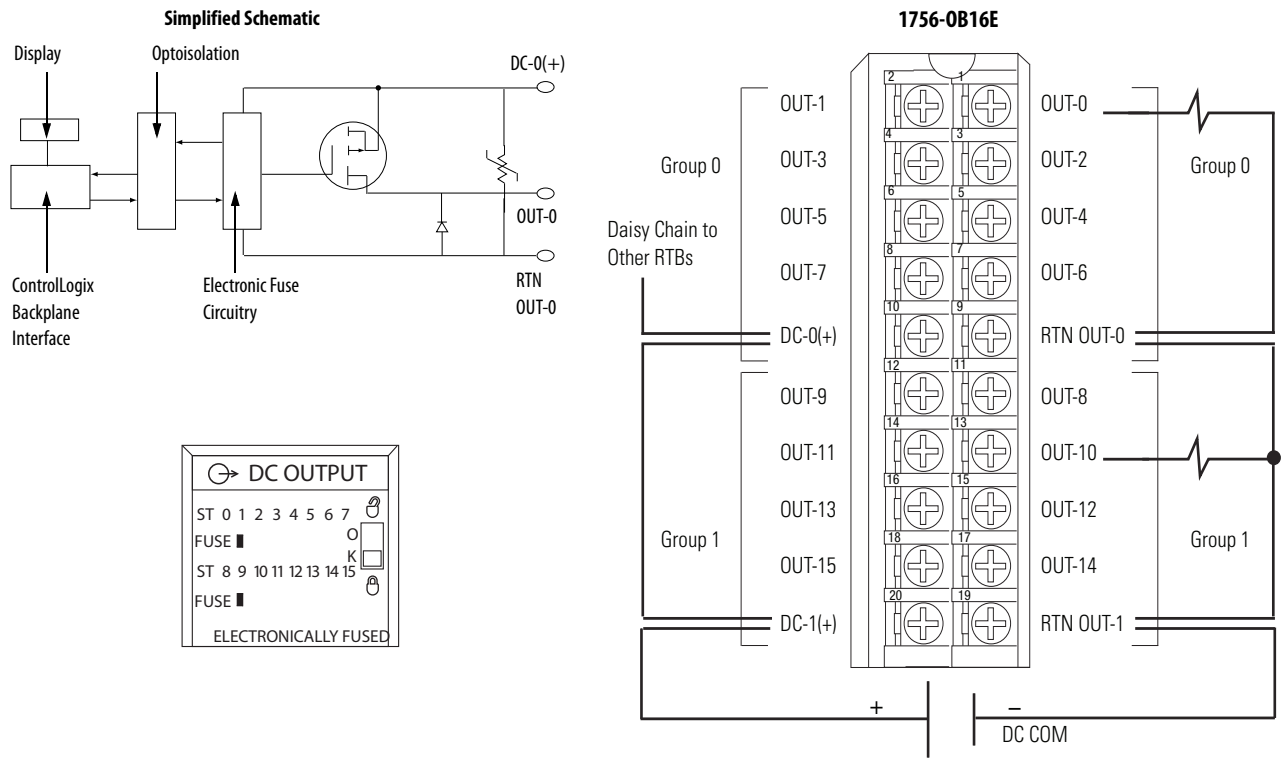 Simplified Schematic
Display
Optoisolation
DC-0(+)
OUT-0
RTN
OUT-0
ControlLogix
Backplane
Interface
Electronic Fuse
Circuitry
DC OUTPUT
ST 0 1 2 3 4 5 6 7
FUSE
O
K
ST 8 9 10 11 12 13 14 15
FUSE
ELECTRONICALLY FUSED
1756-OB16E
2 1
OUT-1 OUT-0
4 3
Group 0 OUT-3 OUT-2 Group 0
6 5
OUT-5 OUT-4
Daisy Chain to
Other RTBs
8 7
OUT-7 OUT-6
10 9
DC-0(+) RTN OUT-0
12 11
OUT-9 OUT-8
14 13
OUT-11 OUT-10
16 15
OUT-13 OUT-12
Group 1 Group 1
18 17
OUT-15 OUT-14
20 19
DC-1(+) RTN OUT-1
+ –
DC COM